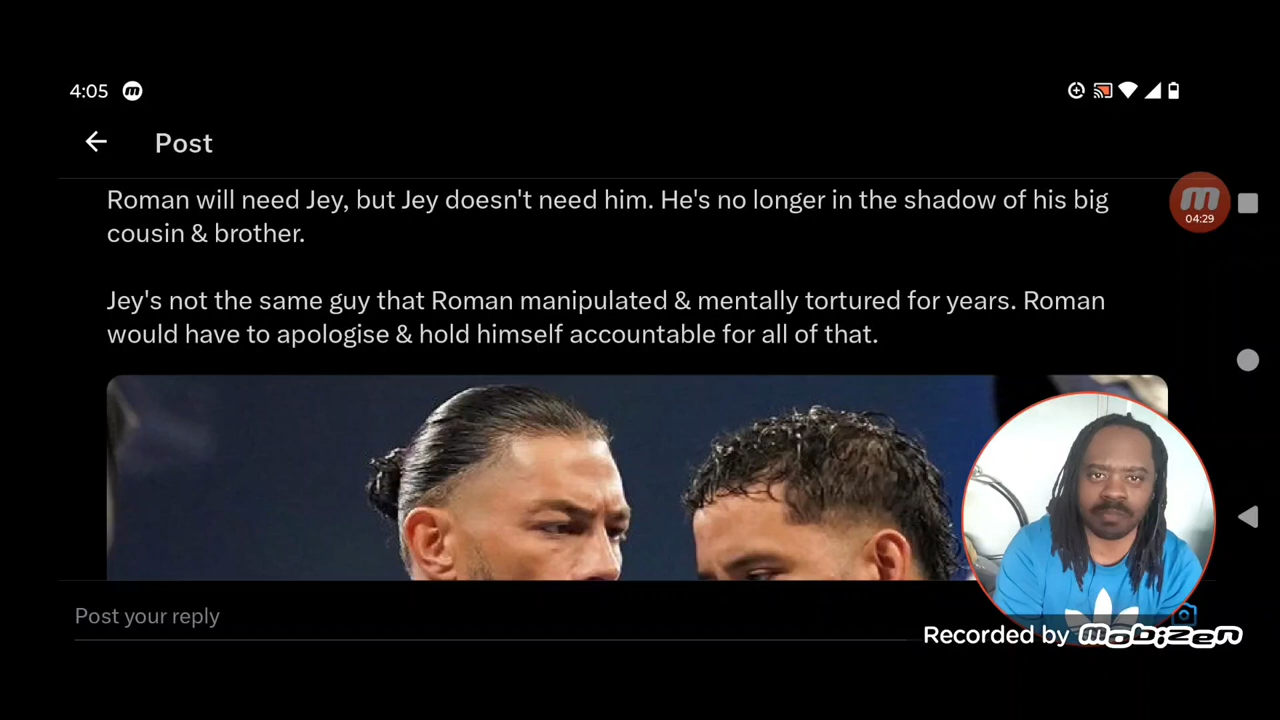 4:05
Post
Roman will need Jey, but Jey doesn't need him. He's no longer in the shadow of his big
cousin & brother.
Jey's not the same guy that Roman manipulated & mentally tortured for years. Roman
would have to apologise & hold himself accountable for all of that.
04:29
Post your reply
Recorded by mobizen